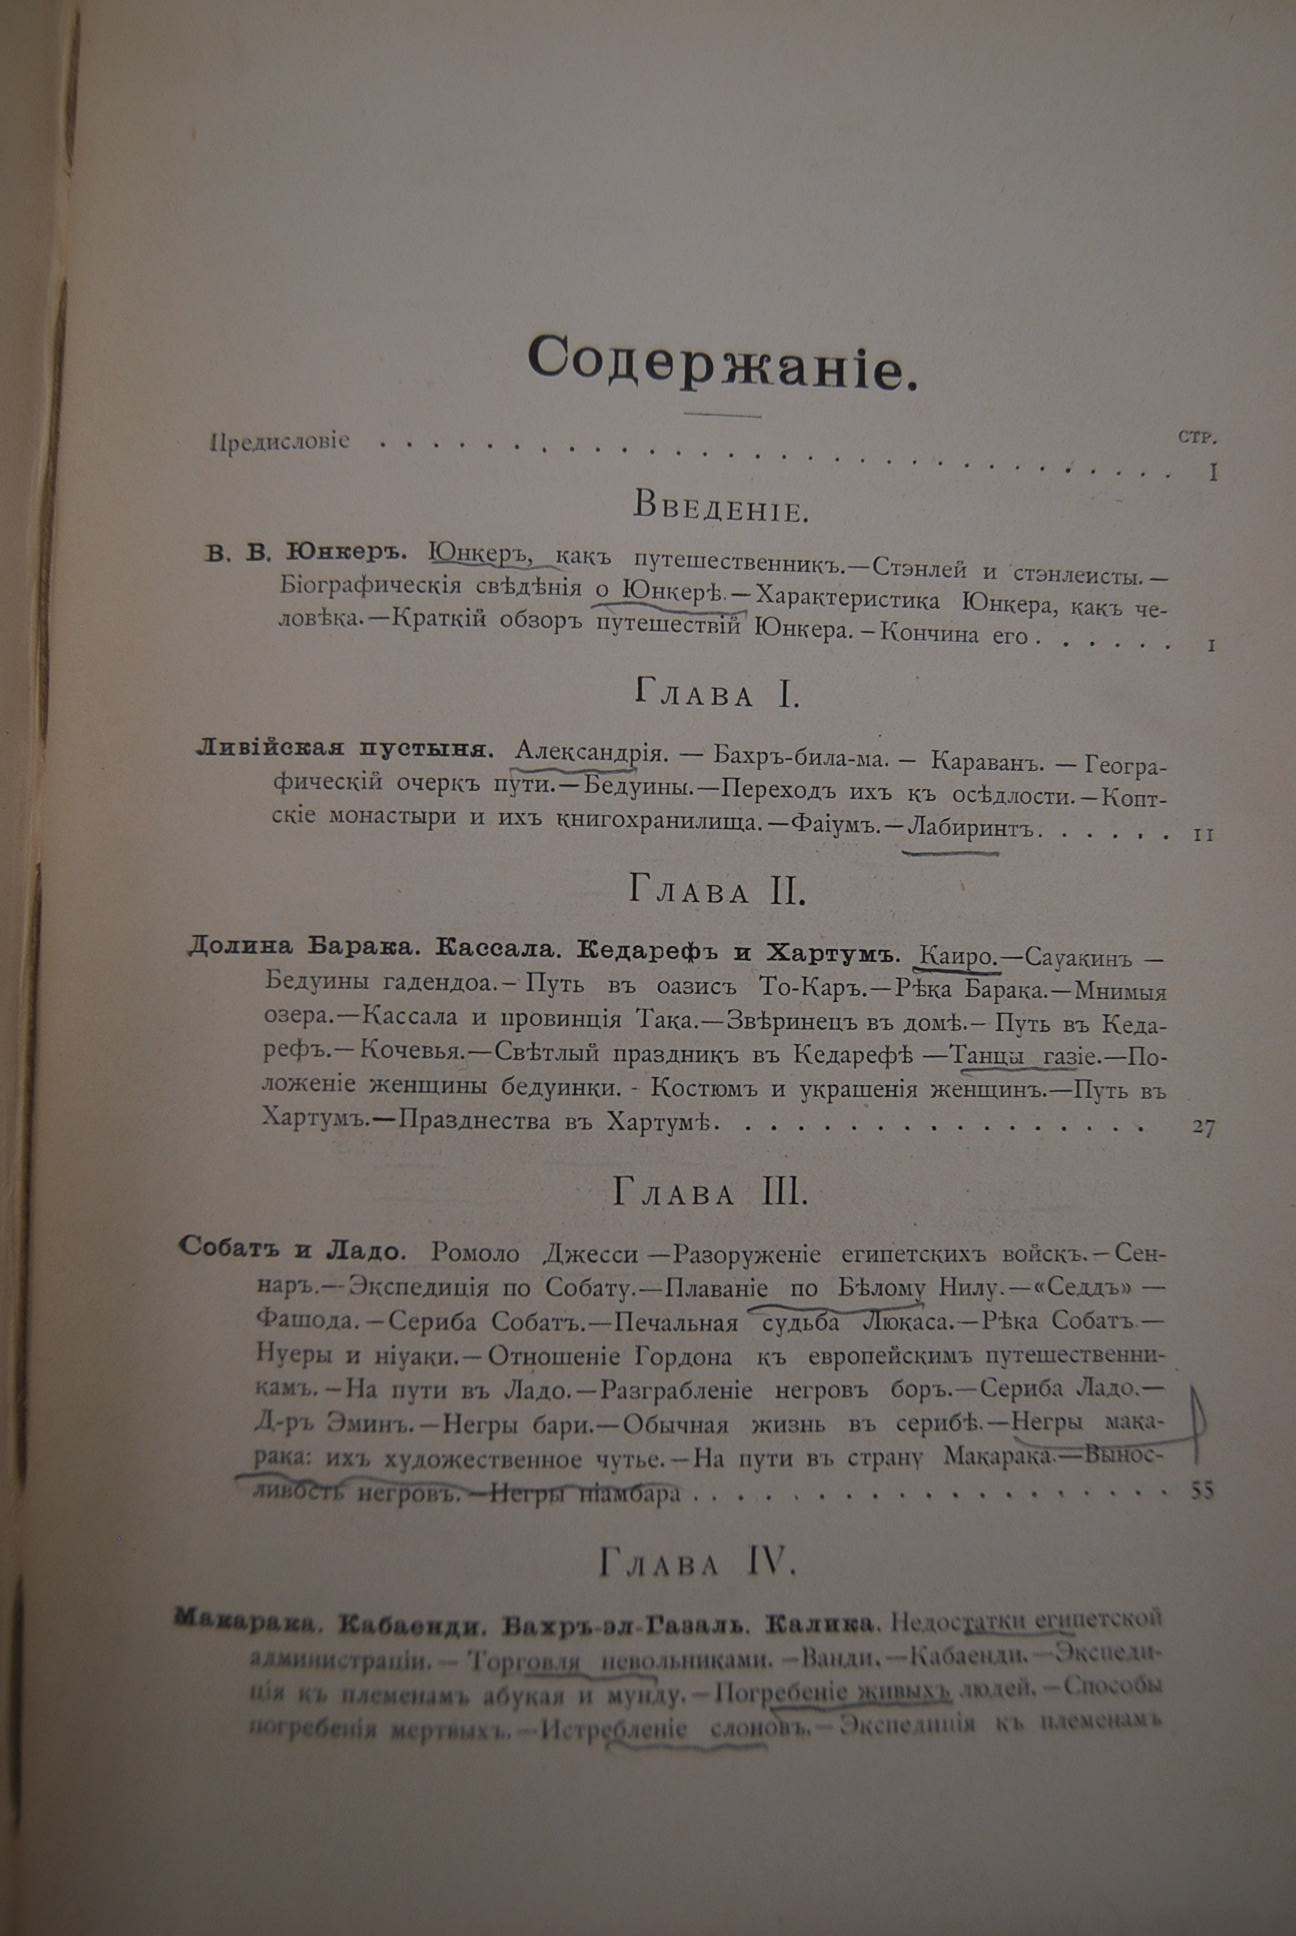 Содержаніе.
СТР.
Предисловіе . . . . . . . . . . . . . . . . . . . . . . . . . . . . . . I
Введеніе.
В. В. Юнкеръ. Юнкеръ, какъ путешественникъ.—Стэнлей и стэнлеисты.—
Біографическія свѣдѣнія о Юнкерѣ.—Характеристика Юнкера, какъ че-
ловѣка.—Краткій обзоръ путешествій Юнкера.—Кончина его . . . . . . 1
Глава I.
Ливійская пустыня. Александрія. — Бахръ-била-ма. — Караванъ. — Геогра-
фическій очеркъ пути.—Бедуины.—Переходъ ихъ къ осѣдлости.—Копт-
скіе монастыри и ихъ книгохранилища.—Фаіумъ.—Лабиринтъ. . . . . . 11
Глава II.
Долина Барака. Кассала. Кедарефъ и Хартумъ. Каиро.—Сауакинъ —
Бедуины гадендоа.—Путь въ оазисъ То-Каръ.—Рѣка Барака.—Мнимыя
озера.—Кассала и провинція Така.—Звѣринецъ въ домѣ.—Путь въ Кеда-
рефъ.—Кочевья.—Свѣтлый праздникъ въ Кедарефѣ —Танцы газіе.—По-
ложеніе женщины бедуинки. - Костюмъ и украшенія женщинъ.—Путь въ
Хартумъ.—Празднества въ Хартумѣ. . . . . . . . . . . . . . . . . 27
Глава III.
Собатъ и Ладо. Ромоло Джесси —Разоруженіе египетскихъ войскъ.—Сен-
наръ.—Экспедиція по Собату.—Плаваніе по Бѣлому Нилу.—«Седдъ» —
Фашода.—Сериба Собатъ.—Печальная судьба Люкаса.—Рѣка Собатъ.—
Нуеры и ніуаки.—Отношеніе Гордона къ европейскимъ путешественни-
камъ.—На пути въ Ладо.—Разграбленіе негровъ боръ.—Сериба Ладо.—
Д-ръ Эминъ.—Негры бари.—Обычная жизнь въ серибѣ.—Негры мака-
рака: ихъ художественное чутье.—На пути въ страну Макарака.—Вынос-
ливость негровъ.—Негры ніамбара . . . . . . . . . . . . . . . . . . 55
Глава IV.
Макарака. Кабаенди. Бахръ-эл-Газаль. Калика. Недостатки египетской
администраціи.—Торговля невольниками.—Ванди.—Кабаенди.—Экспеди-
ція къ племенамъ абукая и мунду.—Погребеніе живыхъ людей.—Способы
погребенія мертвыхъ.—Истребленіе слоновъ.—Экспедиція къ племенамъ